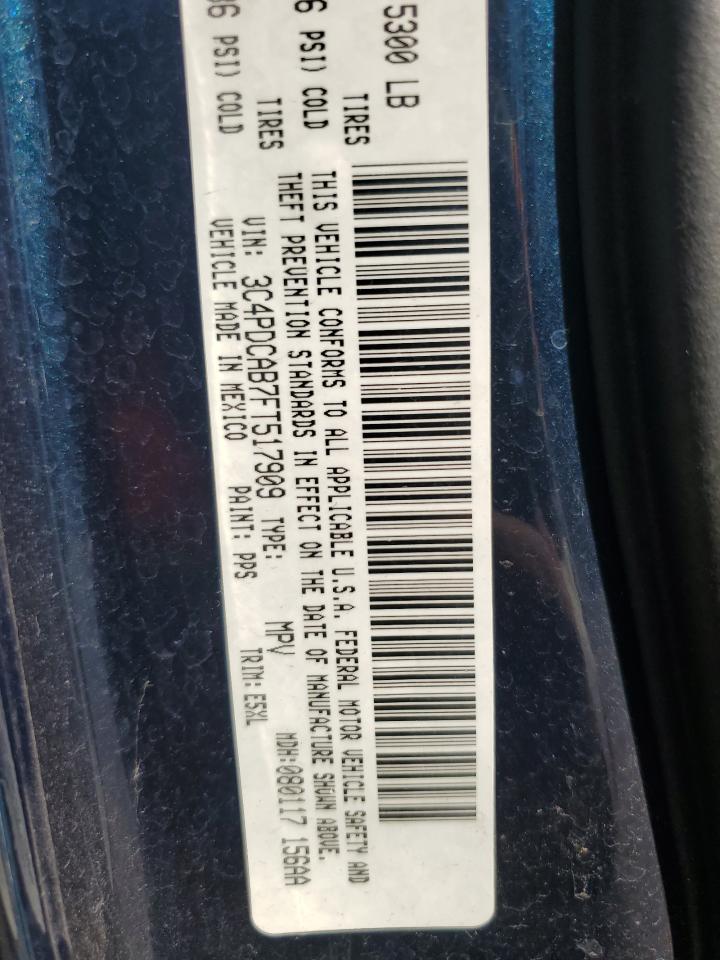 5300 LB
6 PSI) COLD TIRES
36 PSI) COLD TIRES
THIS VEHICLE CONFORMS TO ALL APPLICABLE U.S.A. FEDERAL MOTOR VEHICLE SAFETY AND
THEFT PREVENTION STANDARDS IN EFFECT ON THE DATE OF MANUFACTURE SHOWN ABOVE.
VIN: 3C4PDCAB7FT517909 TYPE: MPV MDH:080117 156AA
VEHICLE MADE IN MEXICO PAINT: PPS TRIM: E5XL